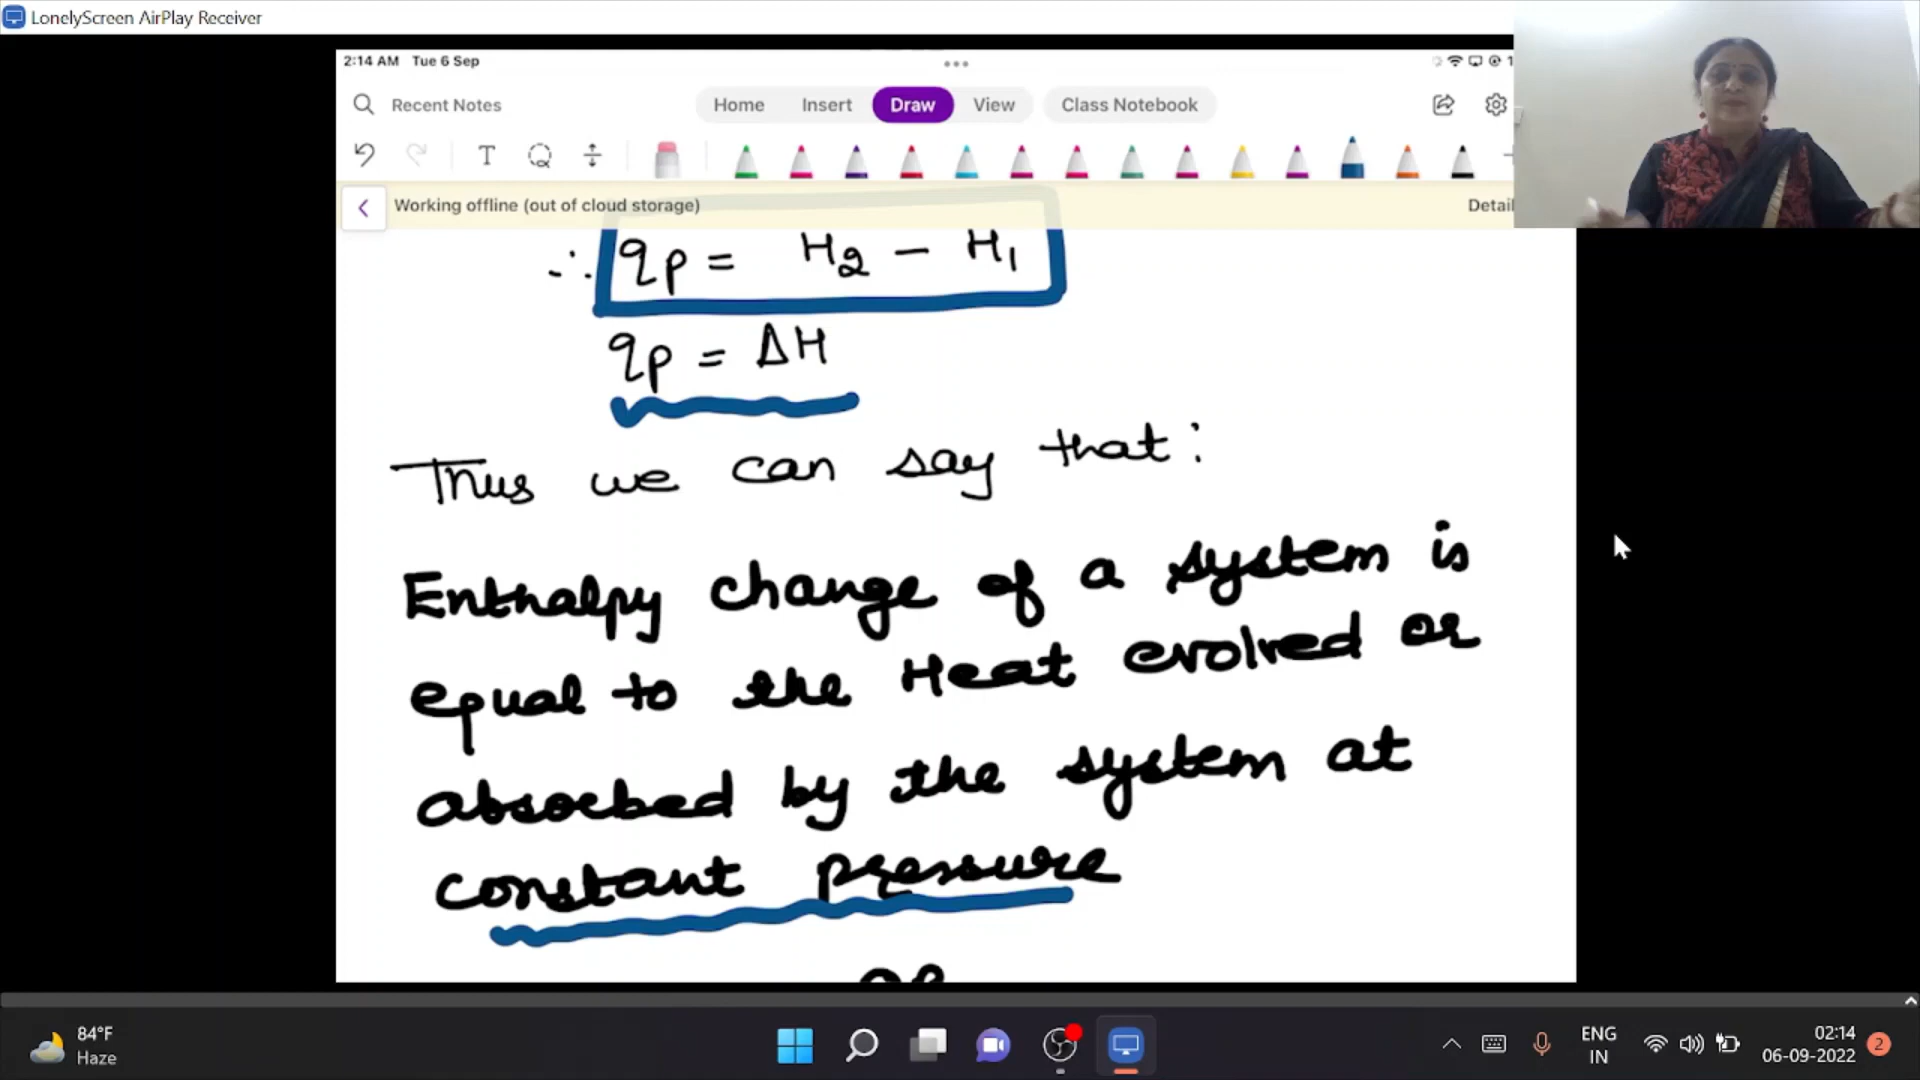 LonelyScreen AirPlay Receiver
2:14 AM Tue 6 Sep
Recent Notes
Home Insert Draw View Class Notebook
T
Working offline (out of cloud storage)
Detail
∴ qp = H2 - H1
qp = ΔH
Thus we can say that:
Enthalpy change of a system is
equal to the Heat evolved or
absorbed by the system at
constant pressure
or
84°F
Haze
ENG
IN
02:14
06-09-2022
2